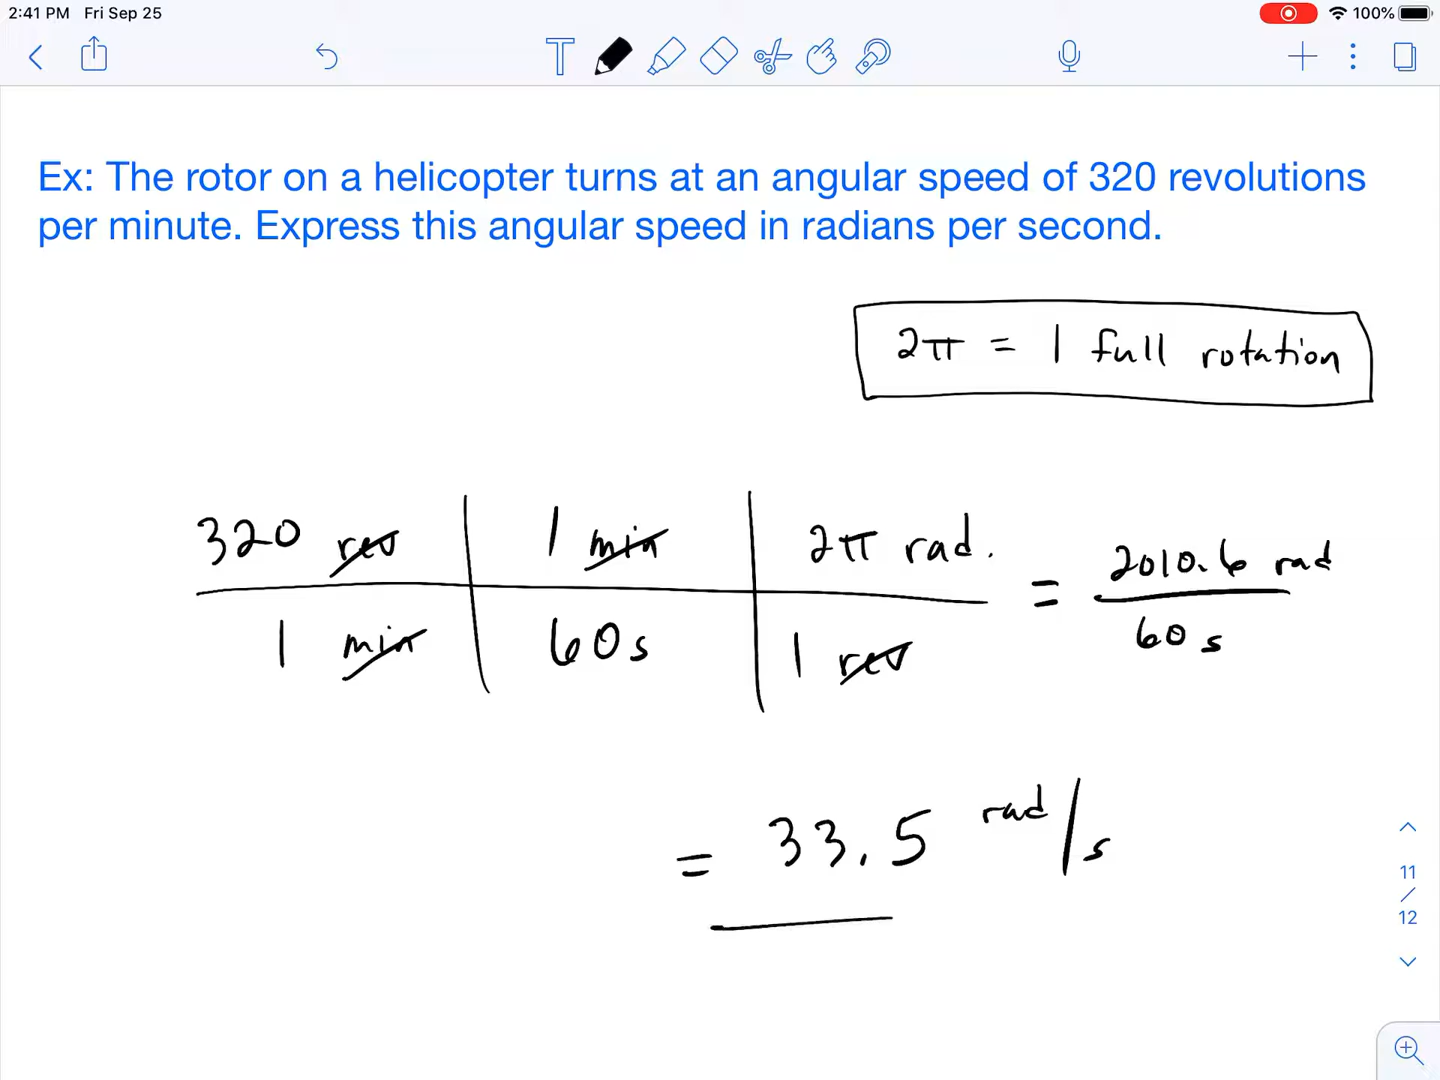 2:41 PM Fri Sep 25
100%
T
Ex: The rotor on a helicopter turns at an angular speed of 320 revolutions
per minute. Express this angular speed in radians per second.
2π = 1 full rotation
320 rev 1 min 2π rad. = 2010.6 rad
1 min 60s 1 rev 60 s
= 33.5 rad/s
11
/
12